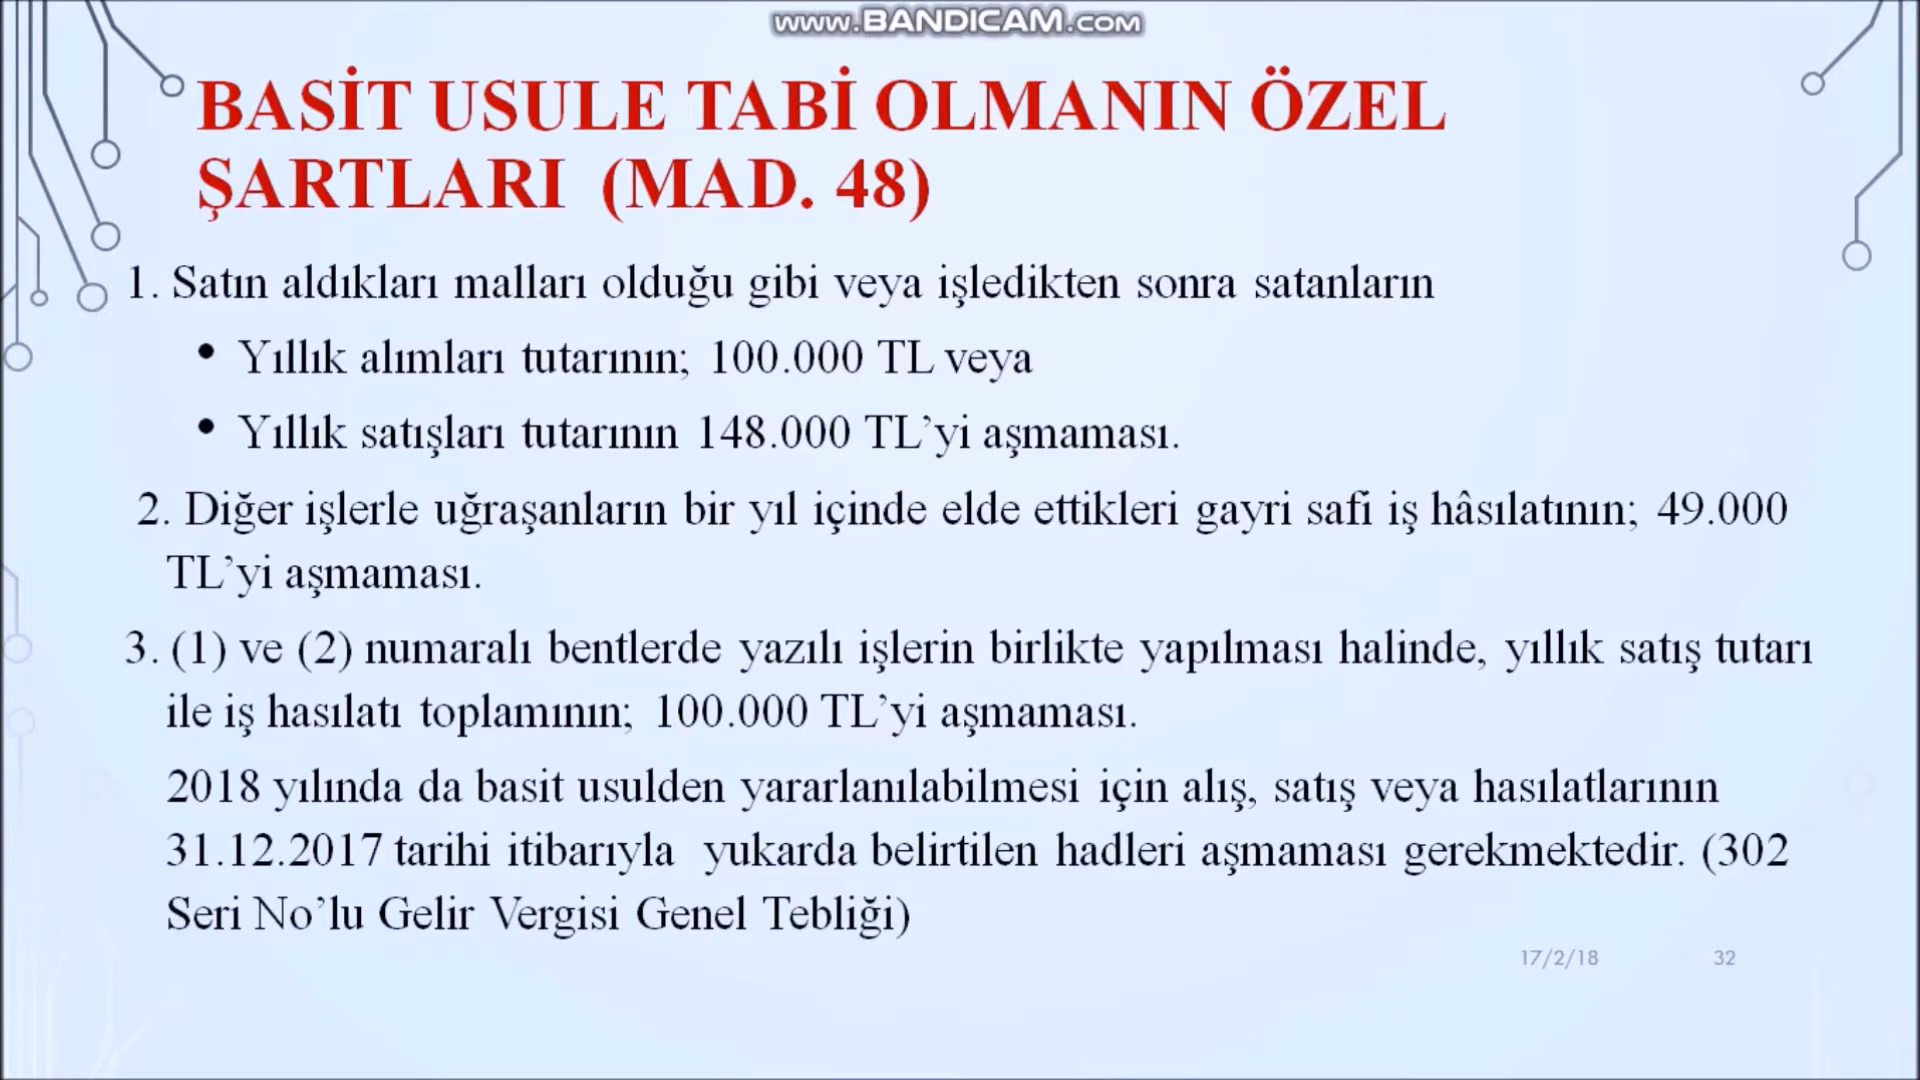 www.BANDICAM.com
BASİT USULE TABİ OLMANIN ÖZEL
ŞARTLARI (MAD. 48)
1. Satın aldıkları malları olduğu gibi veya işledikten sonra satanların
• Yıllık alımları tutarının; 100.000 TL veya
• Yıllık satışları tutarının 148.000 TL’yi aşmaması.
2. Diğer işlerle uğraşanların bir yıl içinde elde ettikleri gayri safi iş hâsılatının; 49.000
TL’yi aşmaması.
3. (1) ve (2) numaralı bentlerde yazılı işlerin birlikte yapılması halinde, yıllık satış tutarı
ile iş hasılatı toplamının; 100.000 TL’yi aşmaması.
2018 yılında da basit usulden yararlanılabilmesi için alış, satış veya hasılatlarının
31.12.2017 tarihi itibarıyla yukarda belirtilen hadleri aşmaması gerekmektedir. (302
Seri No’lu Gelir Vergisi Genel Tebliği)
17/2/18 32